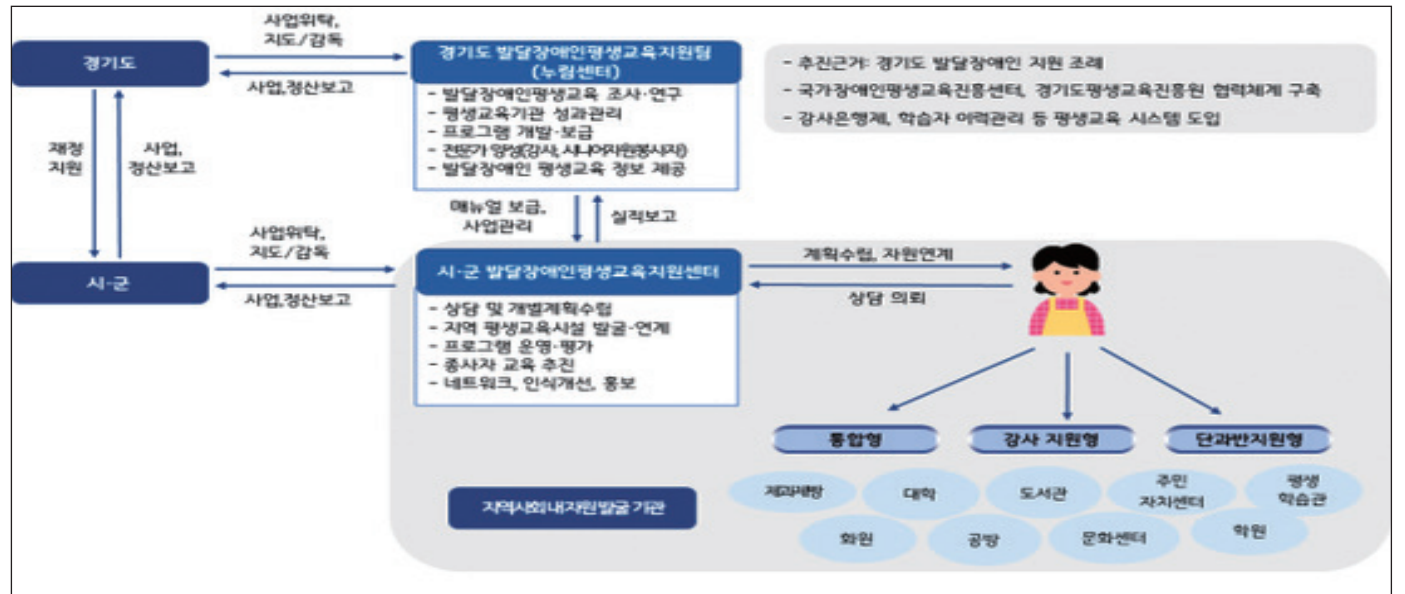 사업위탁,
지도/감독
경기도
사업,정산보고
경기도 발달장애인평생교육지원팀
(누림센터)
- 발달장애인평생교육 조사·연구
- 평생교육기관 성과관리
- 프로그램 개발·보급
- 전문가 양성(강사, 시니어자원봉사자)
- 발달장애인 평생교육 정보 제공
- 추진근거: 경기도 발달장애인 지원 조례
- 국가장애인평생교육진흥센터, 경기도평생교육진흥원 협력체계 구축
- 강사은행제, 학습자 이력관리 등 평생교육 시스템 도입
재정
지원
사업,
정산보고
매뉴얼 보급,
사업관리
실적보고
사업위탁,
지도/감독
시·군
사업,정산보고
시·군 발달장애인평생교육지원센터
- 상담 및 개별계획수립
- 지역 평생교육시설 발굴·연계
- 프로그램 운영·평가
- 종사자 교육 추진
- 네트워크, 인식개선, 홍보
계획수립, 자원연계
상담 의뢰
통합형
강사 지원형
단과반지원형
지역사회 내 자원 발굴 기관
제과제빵
대학
도서관
주민
자치센터
평생
학습관
화원
공방
문화센터
학원